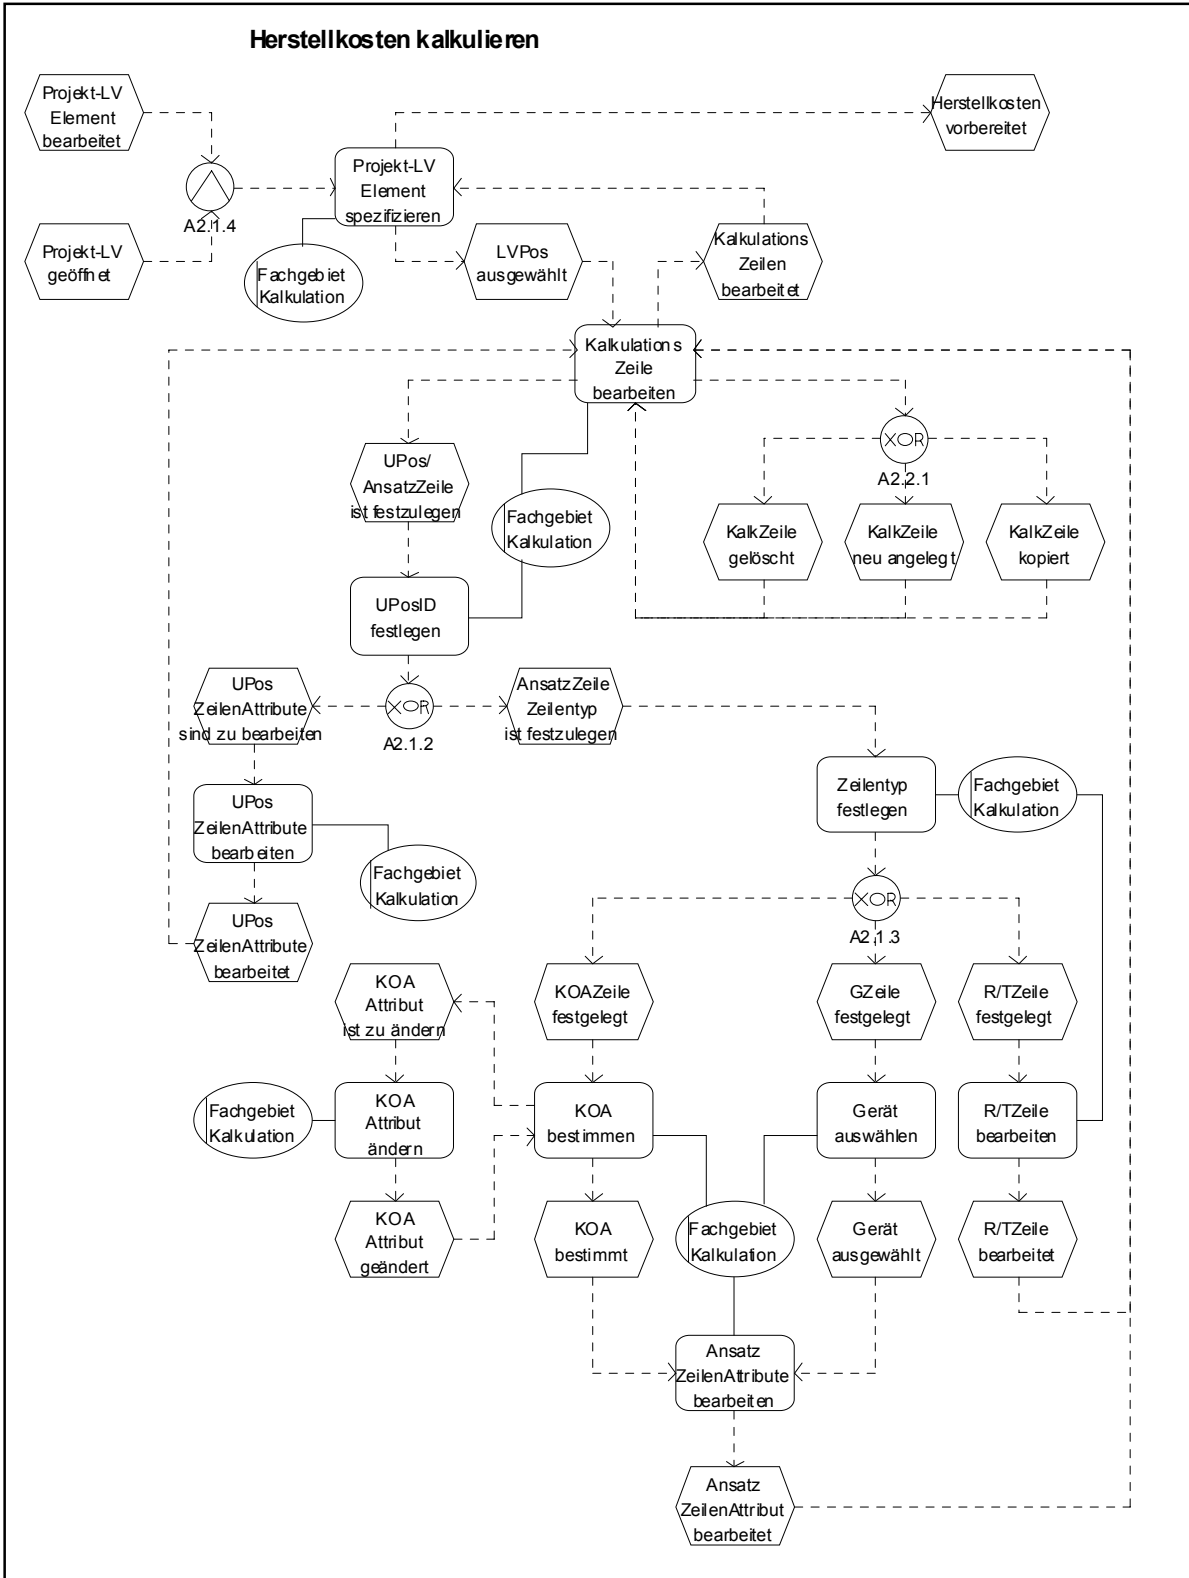 Herstellkosten kalkulieren
Projekt-LV
Element
bearbeitet
Herstellkosten
vorbereitet
Projekt-LV
Element
spezifizieren
A2.1.4
Projekt-LV
geöffnet
Fachgebiet
Kalkulation
LVPos
ausgewählt
Kalkulations
Zeilen
bearbeitet
Kalkulations
Zeile
bearbeiten
UPos/
AnsatzZeile
ist festzulegen
XOR
A2.2.1
Fachgebiet
Kalkulation
KalkZeile
gelöscht
KalkZeile
neu angelegt
KalkZeile
kopiert
UPosID
festlegen
UPos
ZeilenAttribute
sind zu bearbeiten
XOR
A2.1.2
AnsatzZeile
Zeilentyp
ist festzulegen
UPos
ZeilenAttribute
bearbeiten
Zeilentyp
festlegen
Fachgebiet
Kalkulation
Fachgebiet
Kalkulation
XOR
A2.1.3
UPos
ZeilenAttribute
bearbeitet
KOA
Attribut
ist zu ändern
KOAZeile
festgelegt
GZeile
festgelegt
R/TZeile
festgelegt
Fachgebiet
Kalkulation
KOA
Attribut
ändern
KOA
bestimmen
Gerät
auswählen
R/TZeile
bearbeiten
KOA
Attribut
geändert
KOA
bestimmt
Fachgebiet
Kalkulation
Gerät
ausgewählt
R/TZeile
bearbeitet
Ansatz
ZeilenAttribute
bearbeiten
Ansatz
ZeilenAttribut
bearbeitet